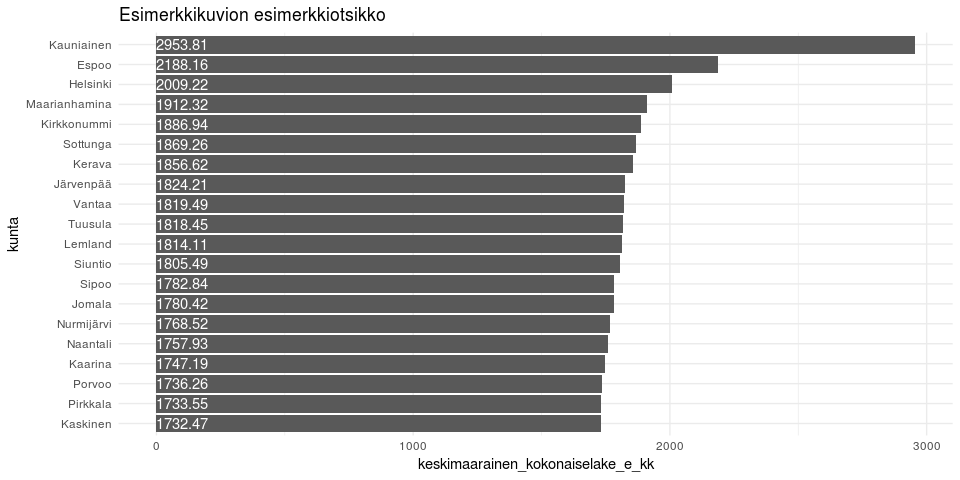 Esimerkkikuvion esimerkkiotsikko
Kauniainen 2953.81
Espoo 2188.16
Helsinki 2009.22
Maarianhamina 1912.32
Kirkkonummi 1886.94
Sottunga 1869.26
Kerava 1856.62
Järvenpää 1824.21
Vantaa 1819.49
Tuusula 1818.45
Lemland 1814.11
Siuntio 1805.49
Sipoo 1782.84
Jomala 1780.42
Nurmijärvi 1768.52
Naantali 1757.93
Kaarina 1747.19
Porvoo 1736.26
Pirkkala 1733.55
Kaskinen 1732.47
kunta
0 1000 2000 3000
keskimaarainen_kokonaiselake_e_kk